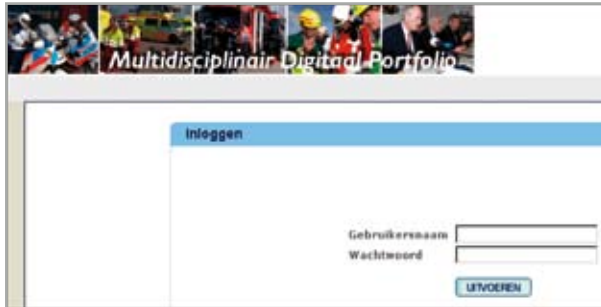 Multidisciplinair Digitaal Portfolio
Inloggen
Gebruikersnaam
Wachtwoord
UITVOEREN